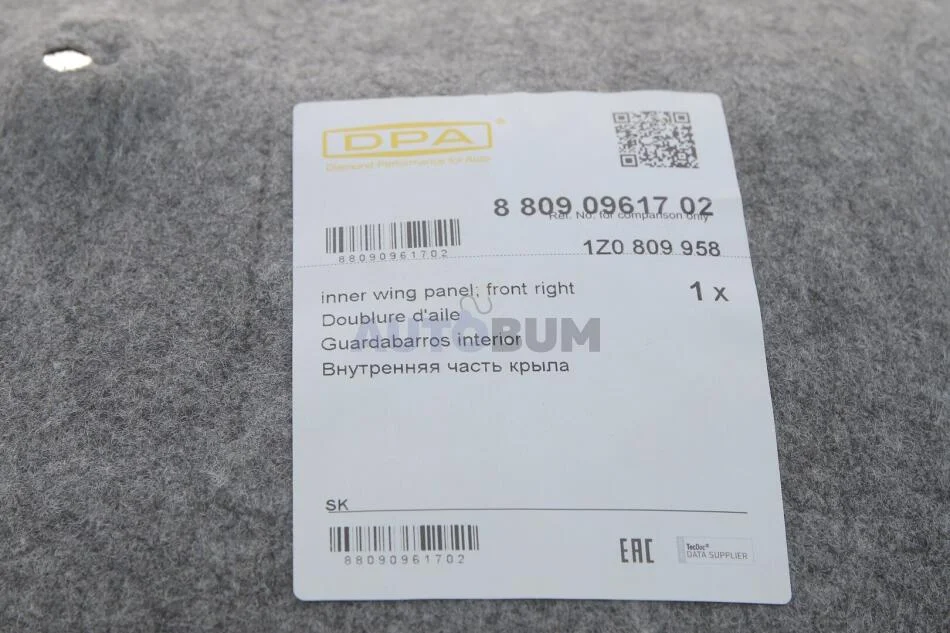 DPA®
Diamond Performance for Auto
8 809 09617 02
Ref. No. for comparison only
88090961702
1Z0 809 958
inner wing panel; front right
1 x
Doublure d'aile
AUTOBUM
Guardabarros interior
Внутренняя часть крыла
SK
88090961702
EAC
TecDoc®
DATA SUPPLIER